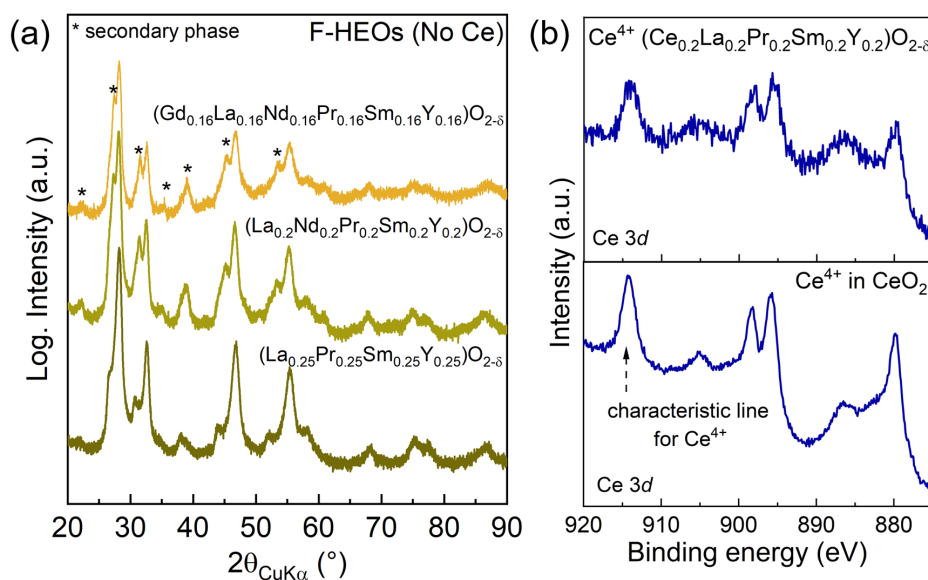 (a)
* secondary phase
F-HEOs (No Ce)
*
(Gd₀.₁₆La₀.₁₆Nd₀.₁₆Pr₀.₁₆Sm₀.₁₆Y₀.₁₆)O₂₋δ
* * * * * *
(La₀.₂Nd₀.₂Pr₀.₂Sm₀.₂Y₀.₂)O₂₋δ
(La₀.₂₅Pr₀.₂₅Sm₀.₂₅Y₀.₂₅)O₂₋δ
Log. Intensity (a.u.)
20 30 40 50 60 70 80 90
2θCuKα (°)
(b)
Ce⁴⁺ (Ce₀.₂La₀.₂Pr₀.₂Sm₀.₂Y₀.₂)O₂₋δ
Ce 3d
Ce⁴⁺ in CeO₂
characteristic line
for Ce⁴⁺
Ce 3d
Intensity (a.u.)
920 910 900 890 880
Binding energy (eV)